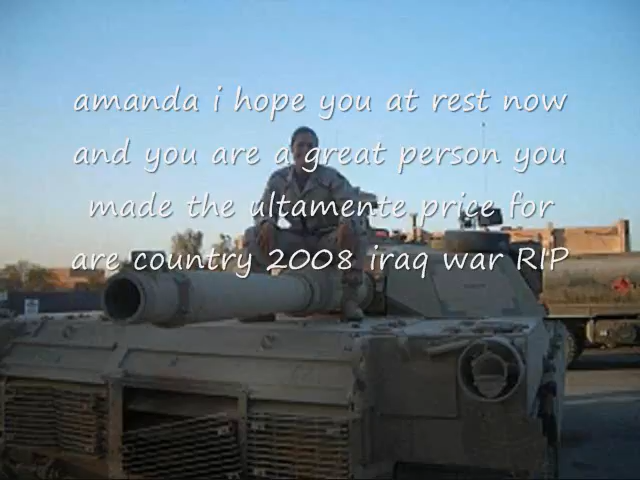 amanda i hope you at rest now
and you are a great person you
made the ultamente price for
are country 2008 iraq war RIP